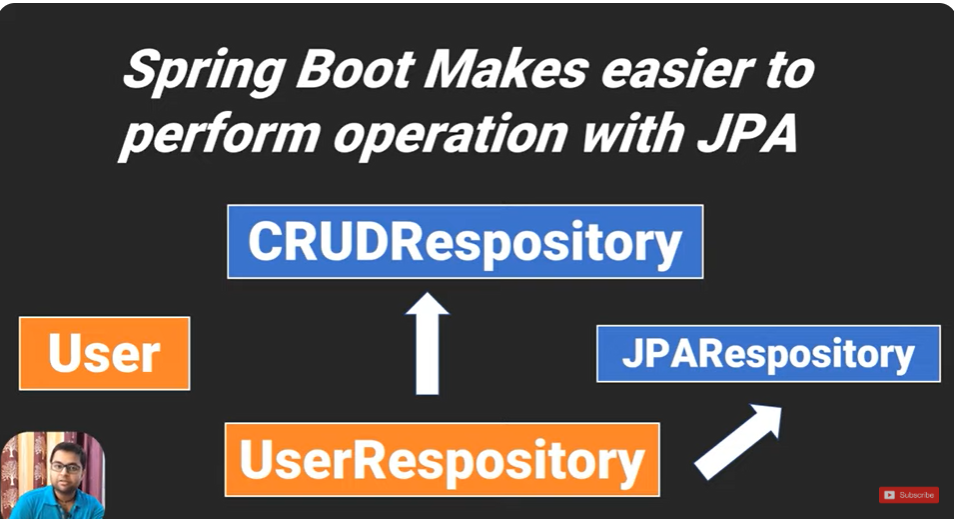 Spring Boot Makes easier to
perform operation with JPA
CRUDRespository
User
JPARespository
UserRespository
Subscribe